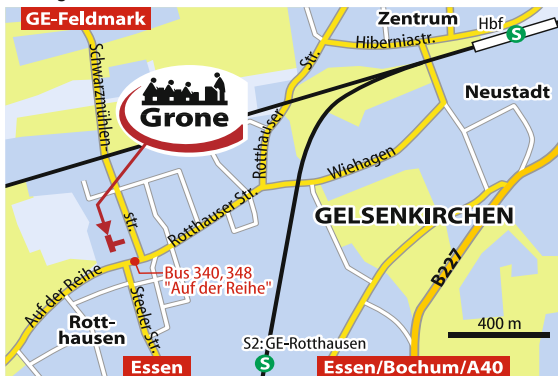 GE-Feldmark
Zentrum
Hbf
S
Hiberniastr.
Schwarzmühlen-
str.
Grone
Rotthauser
Str.
Neustadt
Wiehagen
Rotthauser Str.
GELSENKIRCHEN
B227
Auf der Reihe
Bus 340, 348
"Auf der Reihe"
Steeler Str.
Rott-
hausen
400 m
S2: GE-Rotthausen
S
Essen
Essen/Bochum/A40